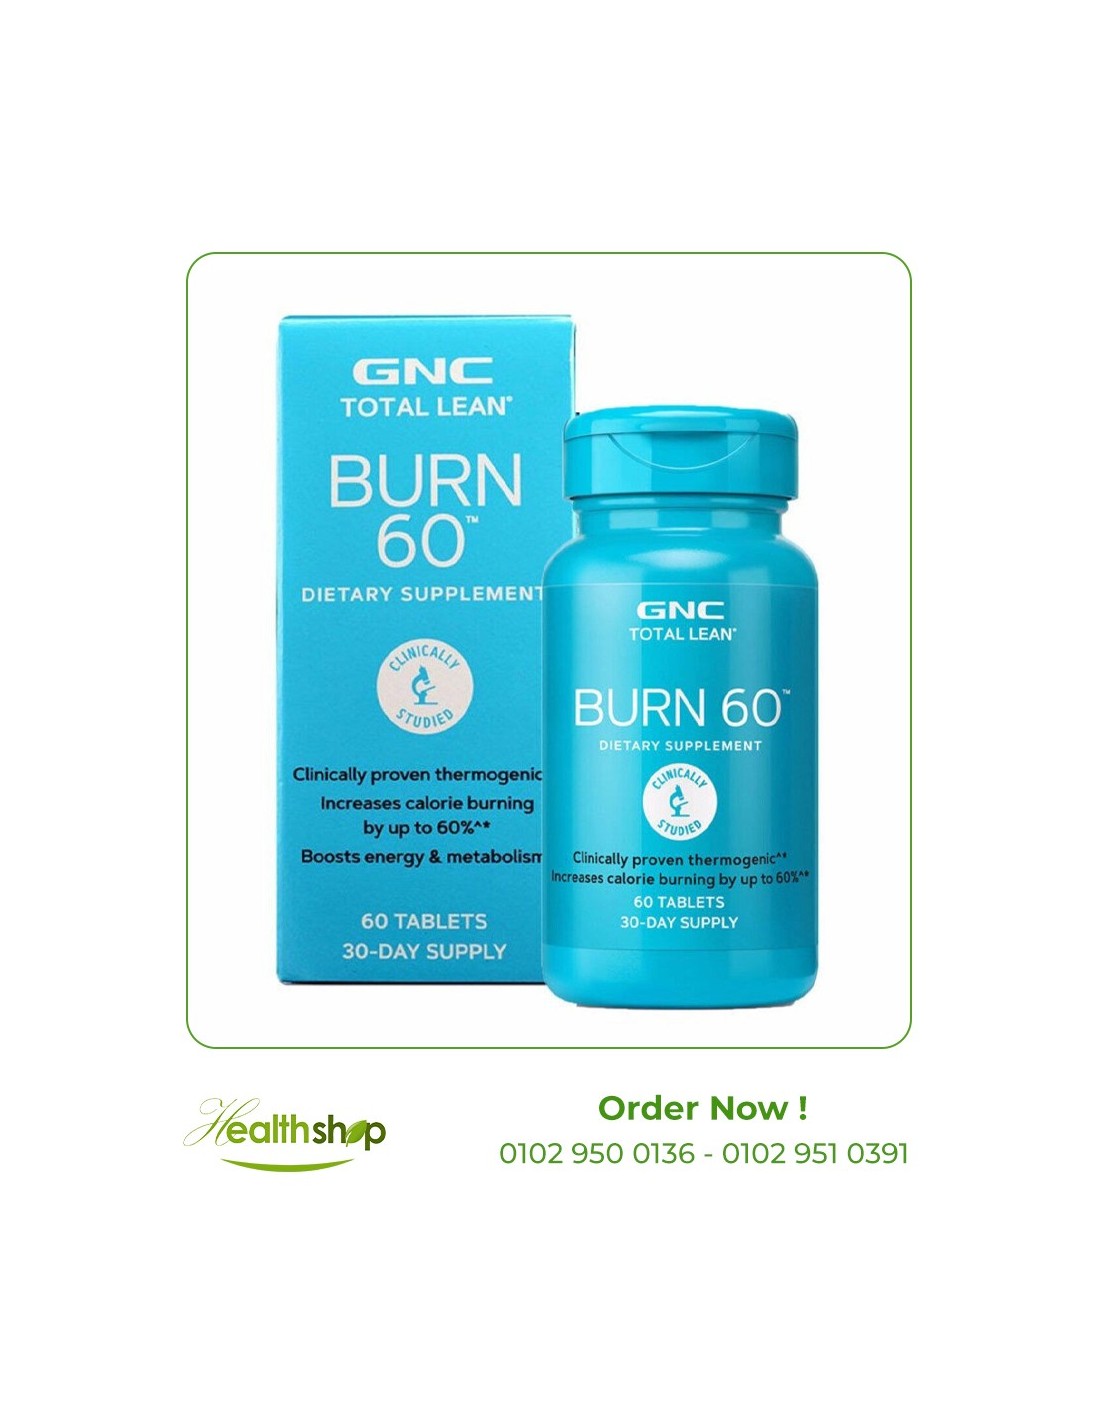 GNC
TOTAL LEAN®
BURN
60™
DIETARY SUPPLEMENT
CLINICALLY
STUDIED
Clinically proven thermogenic
Increases calorie burning
by up to 60%^*
Boosts energy & metabolism
60 TABLETS
30-DAY SUPPLY
GNC
TOTAL LEAN®
BURN 60™
DIETARY SUPPLEMENT
CLINICALLY
STUDIED
Clinically proven thermogenic^*
Increases calorie burning by up to 60%^*
60 TABLETS
30-DAY SUPPLY
Healthshop
Order Now !
0102 950 0136 - 0102 951 0391